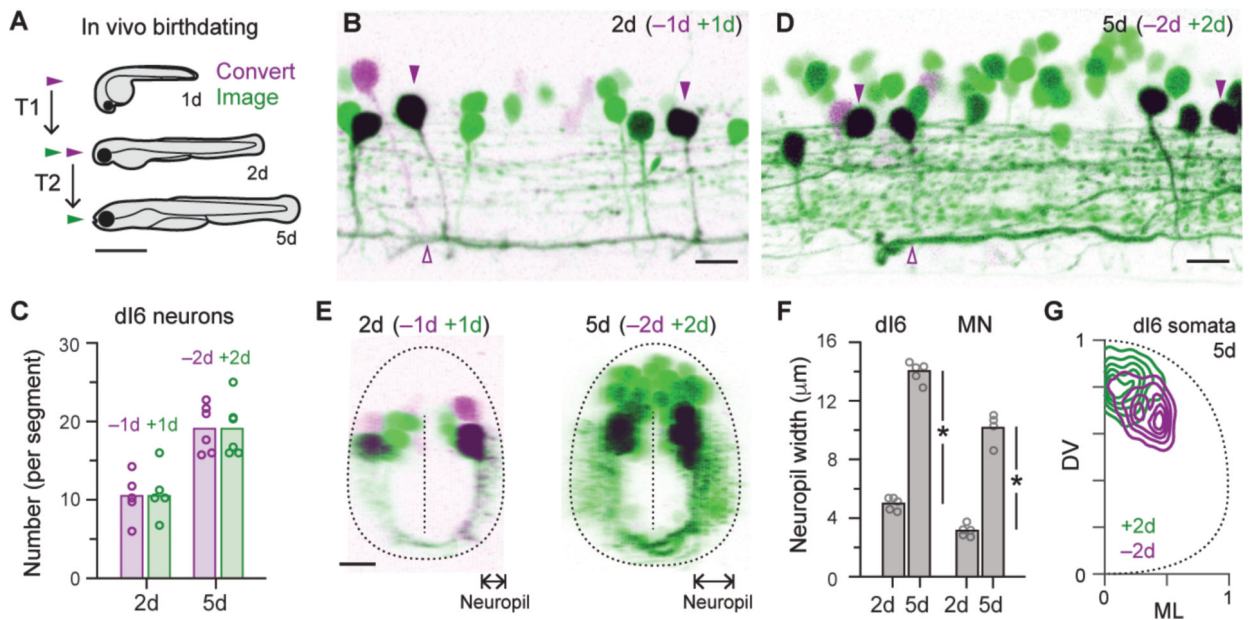 A
In vivo birthdating
Convert
Image
1d
T1
2d
T2
5d
B
2d (–1d +1d)
D
5d (–2d +2d)
C
dI6 neurons
Number (per segment)
30
20
10
0
–1d +1d
–2d +2d
2d 5d
E
2d (–1d +1d)
5d (–2d +2d)
Neuropil
Neuropil
F
dI6 MN
Neuropil width (μm)
16
12
8
4
0
*
*
2d 5d 2d 5d
G
dI6 somata
5d
DV
1
0
+2d
–2d
0 1
ML